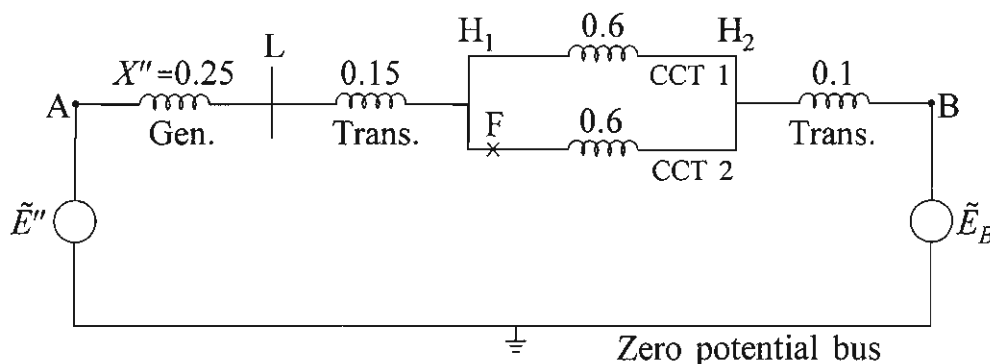 0.6
H₁
H₂
L
X″=0.25
0.15
CCT 1
0.1
A
B
Gen.
Trans.
F
0.6
Trans.
CCT 2
Ẽ″
Ẽ_B
Zero potential bus